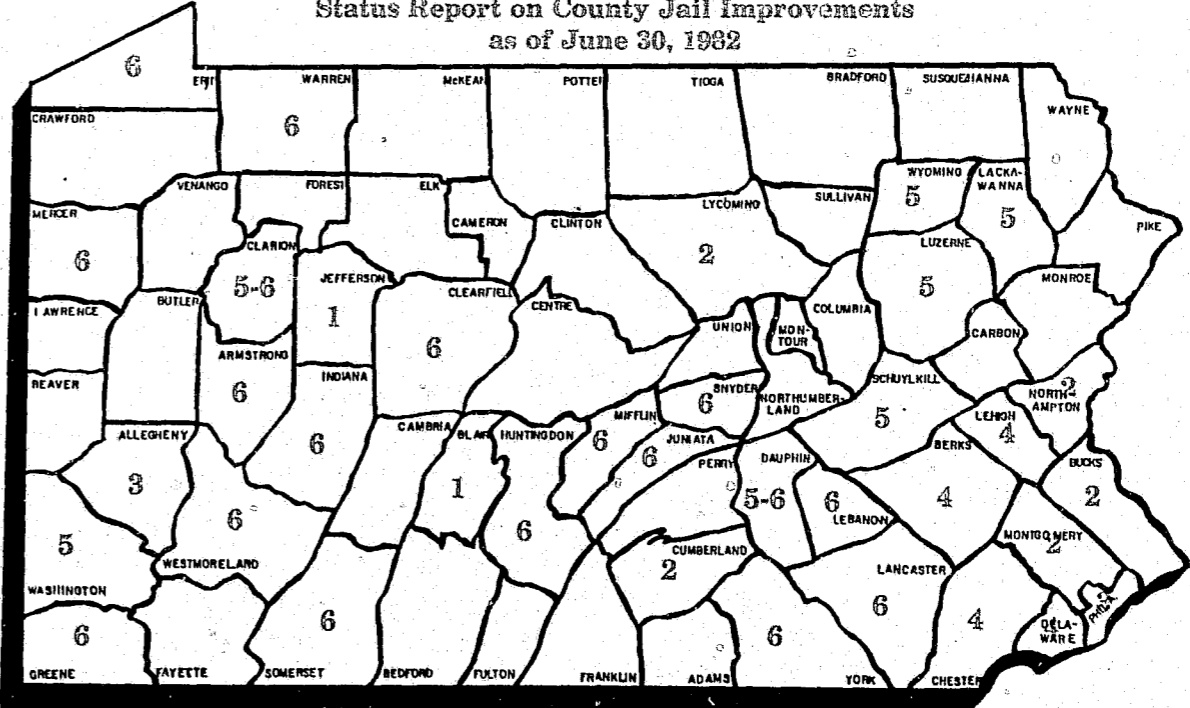 Status Report on County Jail Improvements
as of June 30, 1982
6
ERIE
WARREN
McKEAN
POTTER
TIOGA
BRADFORD
SUSQUEHANNA
WAYNE
CRAWFORD
6
VENANGO
FOREST
ELK
WYOMING
5
LACKA-
WANNA
5
MERCER
6
CAMERON
CLINTON
LYCOMING
2
SULLIVAN
PIKE
CLARION
5-6
JEFFERSON
1
LUZERNE
5
MONROE
LAWRENCE
BUTLER
CLEARFIELD
6
CENTRE
UNION
MON-
TOUR
COLUMBIA
CARBON
BEAVER
ARMSTRONG
6
INDIANA
6
SNYDER
6
NORTHUMBER-
LAND
SCHUYLKILL
5
2
NORTH-
AMPTON
ALLEGHENY
3
CAMBRIA
BLAIR
1
HUNTINGDON
6
MIFFLIN
6
JUNIATA
6
PERRY
DAUPHIN
5-6
6
LEBANON
BERKS
4
LEHIGH
4
BUCKS
2
5
WASHINGTON
6
WESTMORELAND
CUMBERLAND
2
LANCASTER
6
MONTGOMERY
2
PHILA
DELA-
WARE
6
GREENE
FAYETTE
6
SOMERSET
BEDFORD
FULTON
FRANKLIN
ADAMS
6
YORK
4
CHESTER